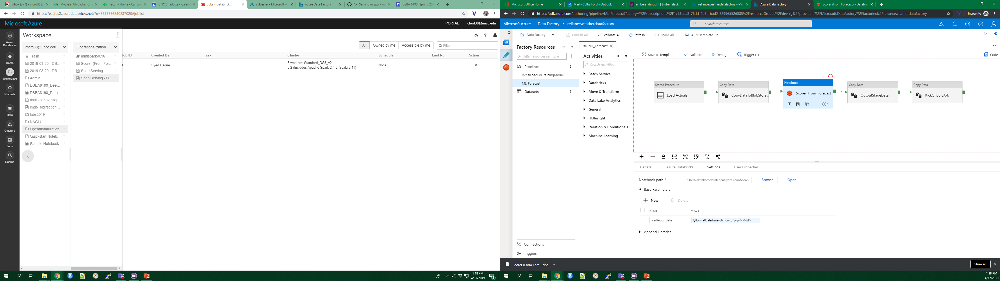 Inbox (377) - cford38@
MyEvals: UNC Charlott
Faculty Home - Campu
UNC Charlotte - Calen
Jobs - Databricks
sylvester - Microsoft A
Azure Data Factory
API Serving in Spark u
DSBA 6190 [Spring 201
https://eastus2.azuredatabricks.net/?o=8873756830837020#joblist
Microsoft Azure
PORTAL
cford38@uncc.edu
Azure Databricks
Home
Workspace
Recents
Data
Clusters
Jobs
Search
Workspace
cford38@uncc.edu
Trash
2019-03-20 - DB...
2019-03-20 - DB...
Admin
DSBA6190_Dee...
DSBA6190_Para...
final - simple step...
imdb_bidirection...
labs2019
NAGLU
Operationalization
Quickstart Noteb...
Sample Notebook
Operationalization
mmlspark-0.16
Scorer (From For...
SparkServing
SparkServing - D...
All
Owned by me
Accessible by me
Filter
Job ID
Created By
Task
Cluster
Schedule
Last Run
Action
1
Syed Haque
8 workers: Standard_DS3_v2
5.2 (includes Apache Spark 2.4.0, Scala 2.11)
None
1:18 PM
4/17/2019
Microsoft Office Home
Mail - Colby Ford - Outlook
emberandinsight | Ember Slack
relianceweatherdatafactory - Mic
Azure Data Factory
Scorer (From Forecast) - Databri
https://adf.azure.com/authoring/pipeline/ML_Forecast?factory=%2Fsubscriptions%2F1c93eda8-76dd-4b7e-bad2-829965526885%2FresourceGroups%2Fdev-rg%2Fproviders%2FMicrosoft.DataFactory%2Ffactories%2Frelianceweatherdatafactory
Incognito
Microsoft Azure
Data Factory
relianceweatherdatafactory
Search resources
Data Factory
Publish All
Validate All
Refresh
Discard All
ARM Template
Factory Resources
Filter resources by name
Pipelines 2
InitialLoadForTrainingModel
ML_Forecast
Datasets 7
Connections
Triggers
ML_Forecast
Activities
Search Activities
Batch Service
Databricks
Move & Transform
Data Lake Analytics
General
HDInsight
Iteration & Conditionals
Machine Learning
Save as template
Validate
Debug
Trigger (1)
Code
Stored Procedure
Load Actuals
Copy Data
CopyDataToBlobStora...
Notebook
Scorer_From_Forecast
Copy Data
OutputStageData
Copy Data
KickOffSSISJob
General
Azure Databricks
Settings
User Properties
Notebook path *
/Users/alex@acceleratedanalytics.com/Scorer
Browse
Open
Base Parameters
New
Delete
NAME
VALUE
varReportDate
@formatDateTime(utcnow(), 'yyyyMMdd')
Append Libraries
Scorer (From Fore....dbc
Show all
1:18 PM
4/17/2019